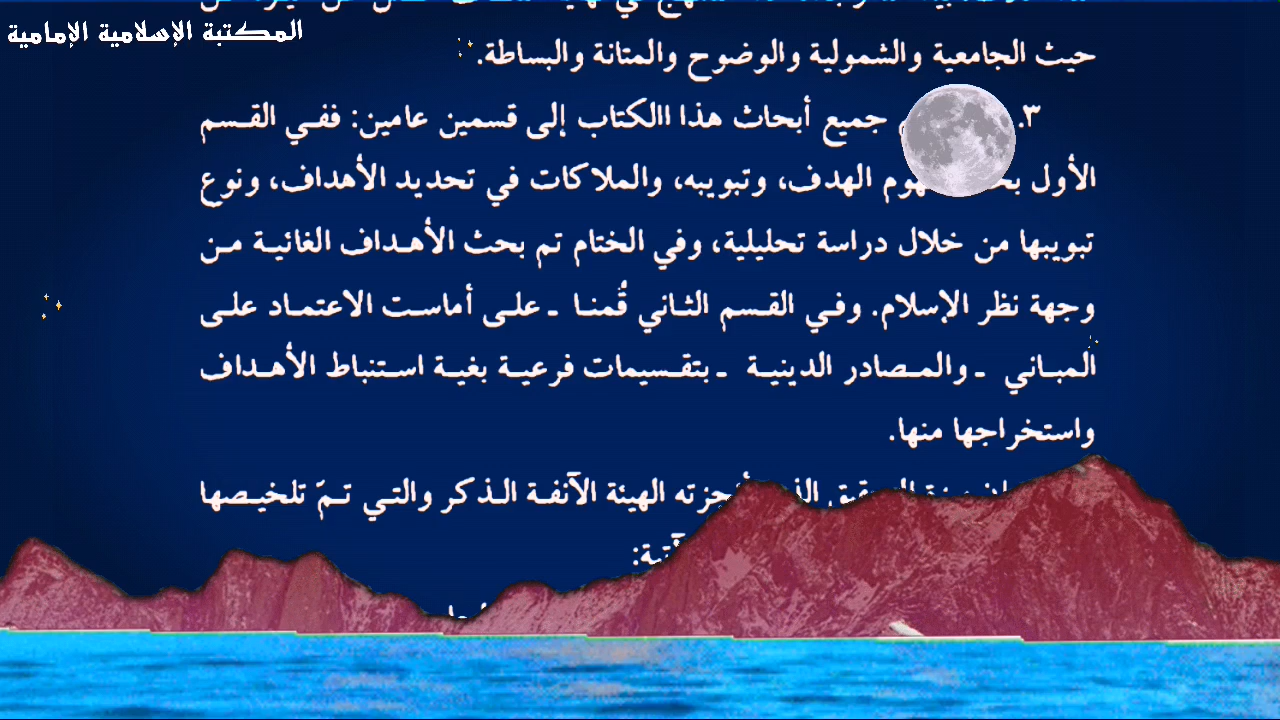 المكتبة الإسلامية الإمامية
حيث الجامعية والشمولية والوضوح والمتانة والبساطة.
٣. جميع أبحاث هذا االكتاب إلى قسمين عامين: ففي القسم
الأول الهدف، وتبويبه، والملاكات في تحديد الأهداف، ونوع
تبويبها من خلال دراسة تحليلية، وفي الختام تم بحث الأهداف الغائية من
وجهة نظر الإسلام. وفي القسم الثاني قُمنا ـ على أماست الاعتماد على
المباني ـ والمصادر الدينية ـ بتقسيمات فرعية بغية استنباط الأهداف
واستخراجها منها.
الهيئة الآنفة الذكر والتي تمّ تلخيصها